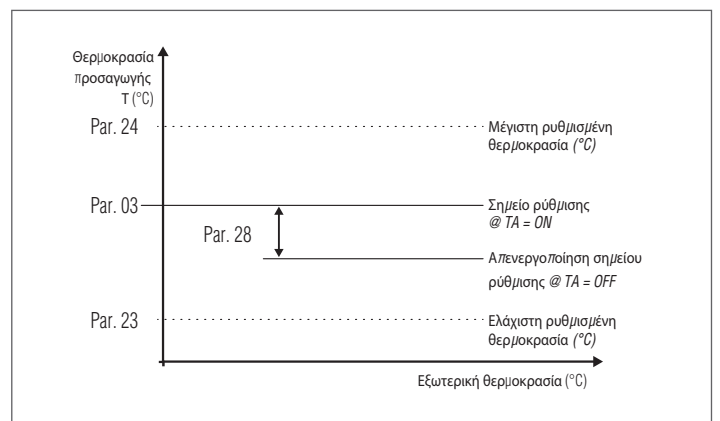 Θερμοκρασία
προσαγωγής
T (°C)
Par. 24
Μέγιστη ρυθμισμένη
θερμοκρασία (°C)
Par. 03
Σημείο ρύθμισης
@ TA = ON
Par. 28
Απενεργοποίηση σημείου
ρύθμισης @ TA = OFF
Par. 23
Ελάχιστη ρυθμισμένη
θερμοκρασία (°C)
Εξωτερική θερμοκρασία (°C)